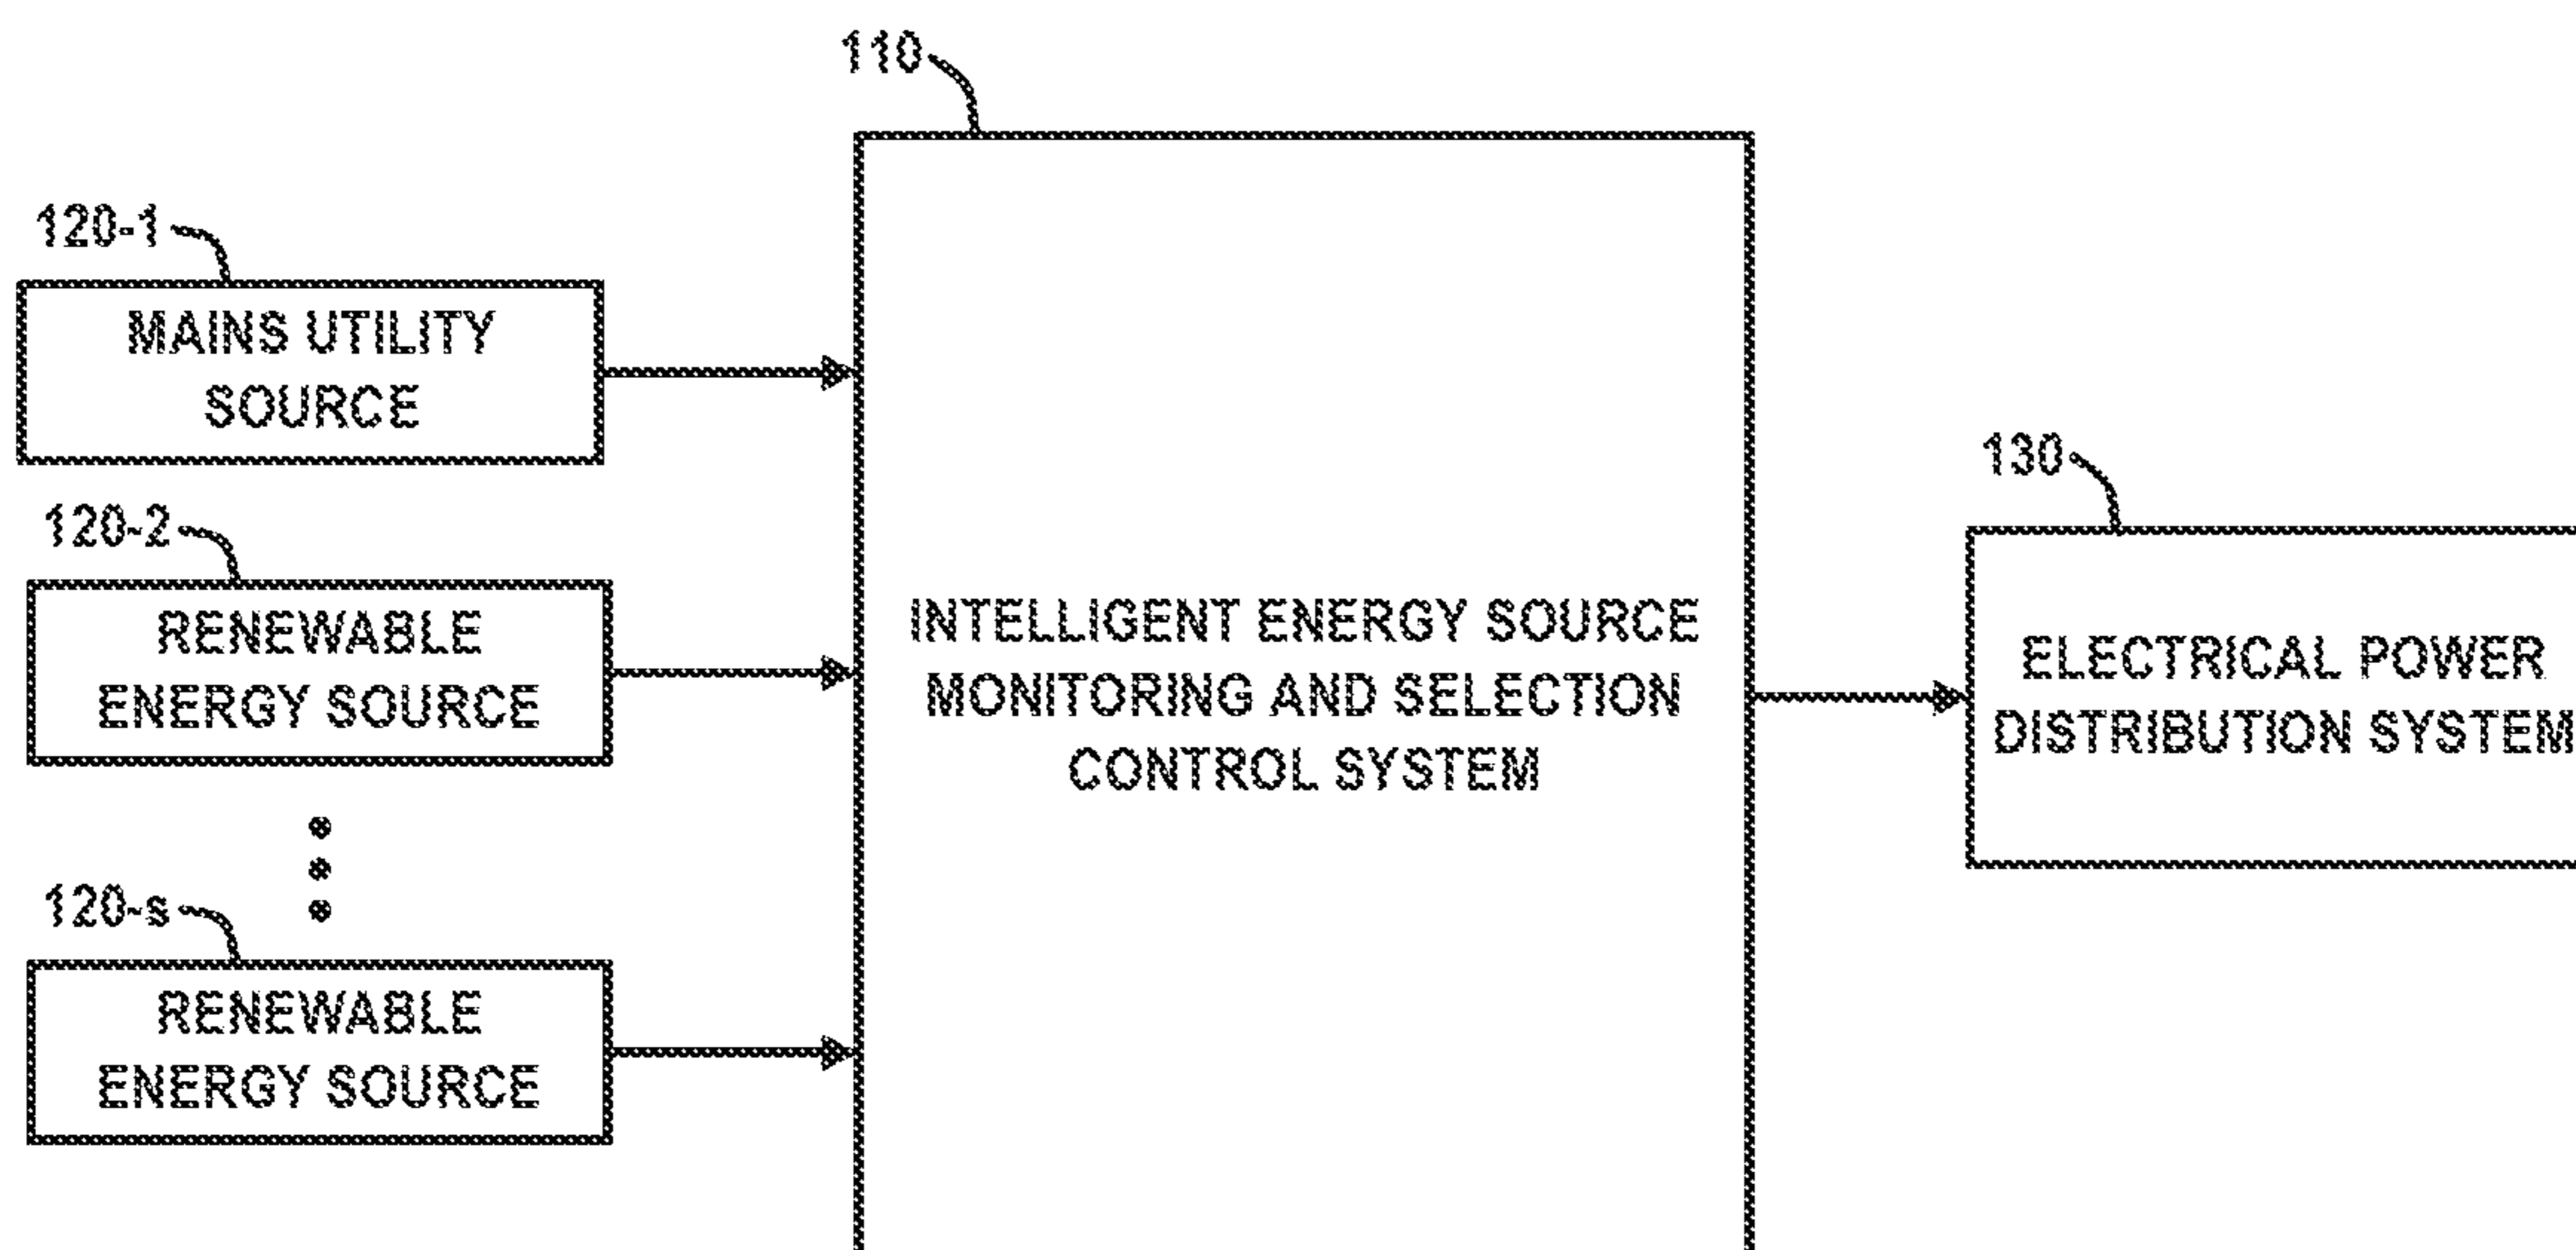 110
120-1
MAINS UTILITY
SOURCE
120-2
RENEWABLE
ENERGY SOURCE
120-s
RENEWABLE
ENERGY SOURCE
INTELLIGENT ENERGY SOURCE
MONITORING AND SELECTION
CONTROL SYSTEM
130
ELECTRICAL POWER
DISTRIBUTION SYSTEM